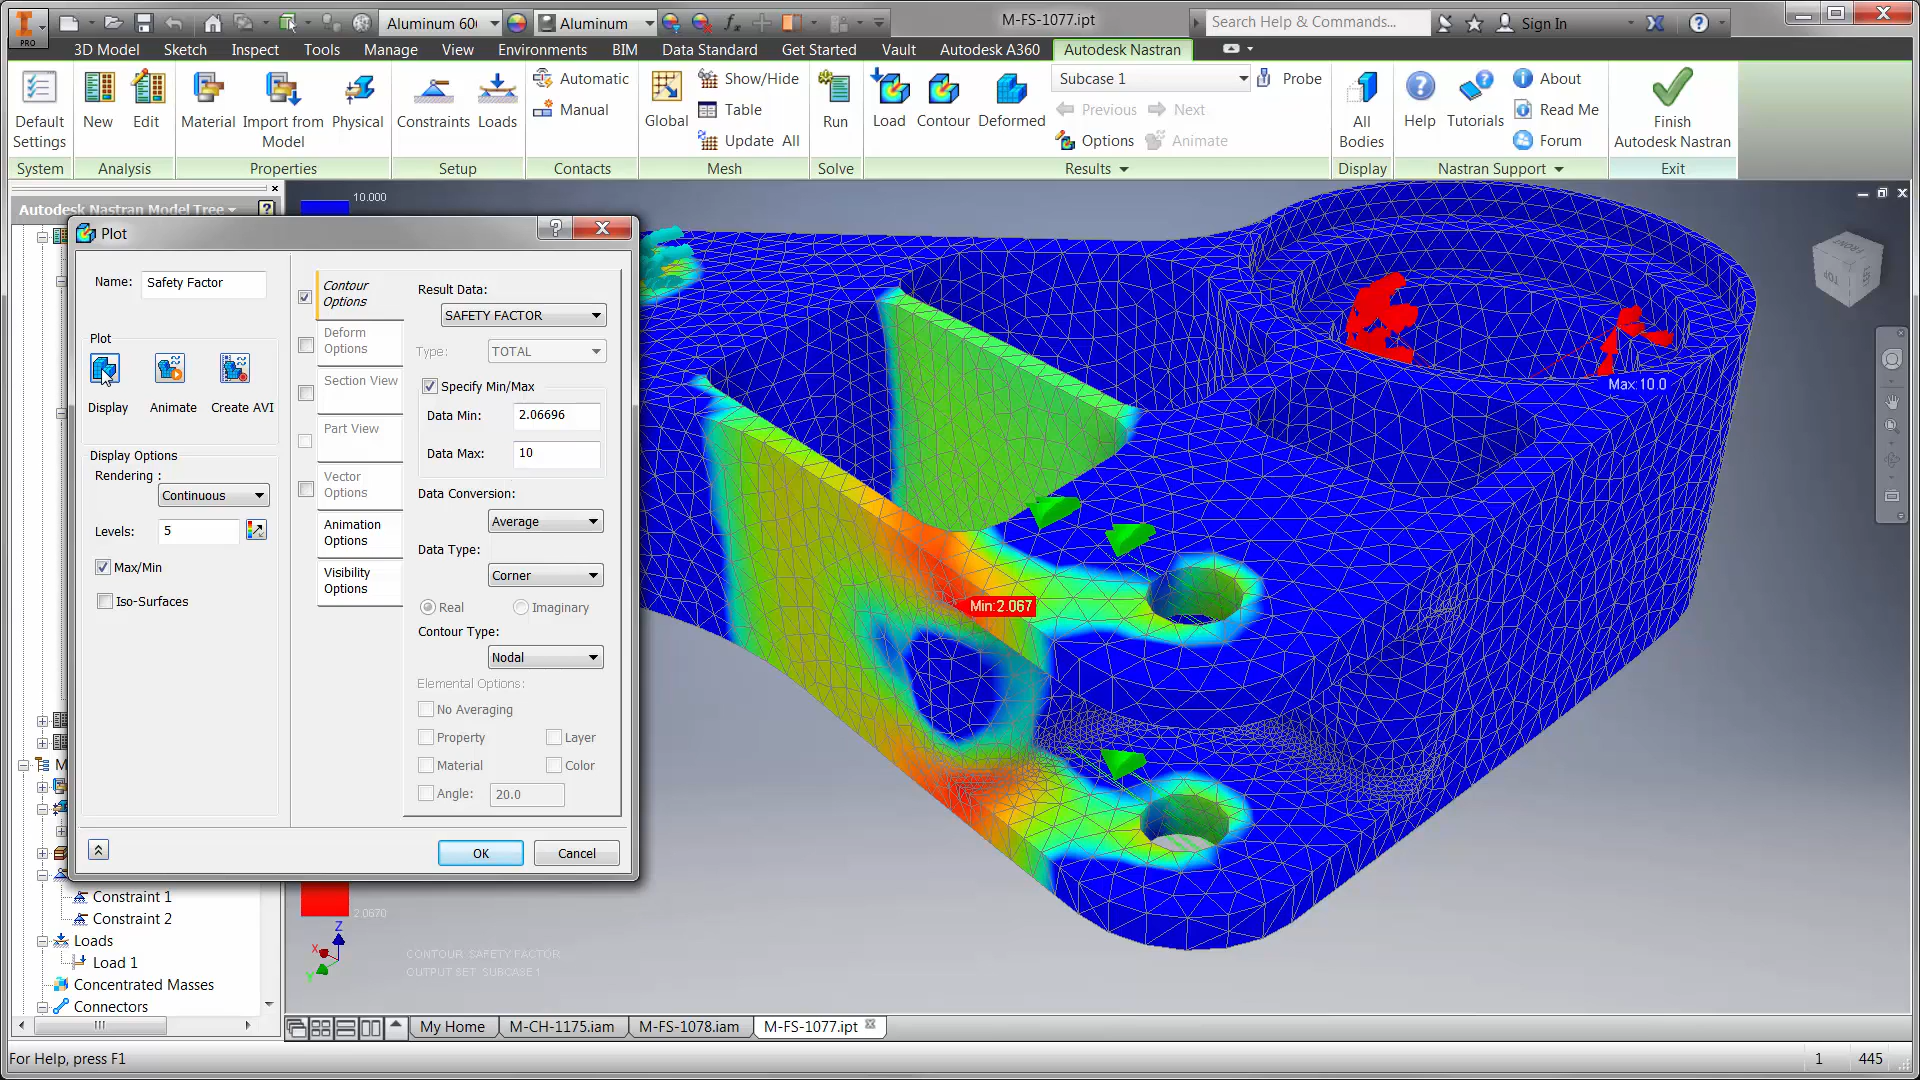 Aluminum 606
Aluminum
M-FS-1077.ipt
Search Help & Commands...
Sign In
PRO
3D Model
Sketch
Inspect
Tools
Manage
View
Environments
BIM
Data Standard
Get Started
Vault
Autodesk A360
Autodesk Nastran
Default
Settings
New
Edit
Material
Import from
Model
Physical
Constraints
Loads
Automatic
Manual
Global
Show/Hide
Table
Update All
Run
Load
Contour
Deformed
Subcase 1
Probe
Previous
Next
Options
Animate
All
Bodies
Help
Tutorials
About
Read Me
Forum
Finish
Autodesk Nastran
System
Analysis
Properties
Setup
Contacts
Mesh
Solve
Results
Display
Nastran Support
Exit
Autodesk Nastran Model Tree
10.000
Plot
Name:
Safety Factor
Plot
Display
Animate
Create AVI
Display Options
Rendering :
Continuous
Levels:
5
Max/Min
Iso-Surfaces
Contour
Options
Deform
Options
Section View
Part View
Vector
Options
Animation
Options
Visibility
Options
Result Data:
SAFETY FACTOR
Type:
TOTAL
Specify Min/Max
Data Min:
2.06696
Data Max:
10
Data Conversion:
Average
Data Type:
Corner
Real
Imaginary
Contour Type:
Nodal
Elemental Options:
No Averaging
Property
Layer
Material
Color
Angle:
20.0
OK
Cancel
M
Constraint 1
Constraint 2
Loads
Load 1
Concentrated Masses
Connectors
2.0670
Z
X
Y
CONTOUR: SAFETY FACTOR
OUTPUT SET: SUBCASE 1
Min:2.067
Max:10.0
FRONT
TOP
My Home
M-CH-1175.iam
M-FS-1078.iam
M-FS-1077.ipt
For Help, press F1
1
445